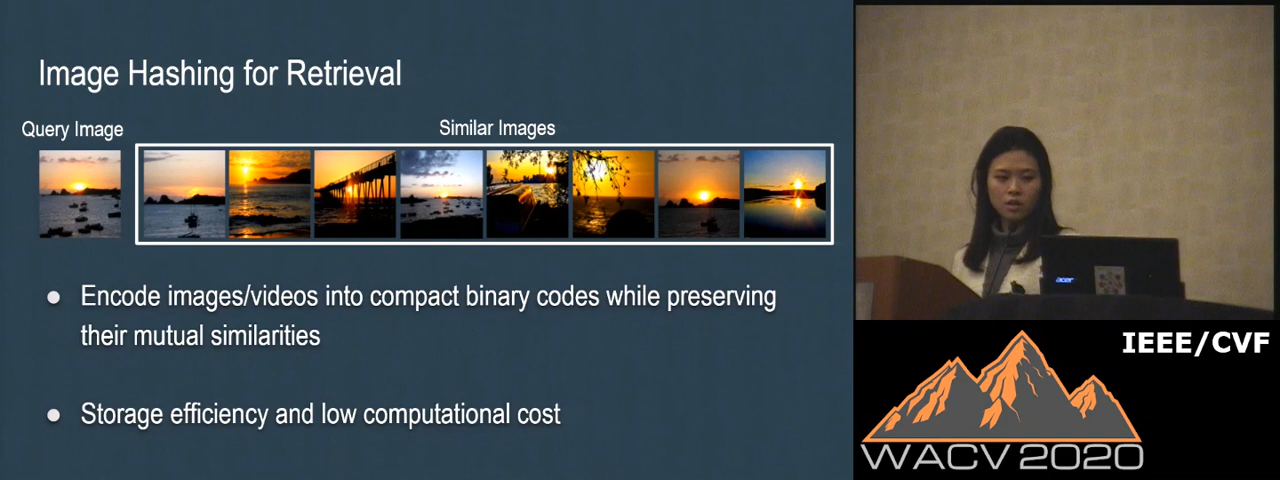 Image Hashing for Retrieval
Query Image
Similar Images
● Encode images/videos into compact binary codes while preserving
their mutual similarities
● Storage efficiency and low computational cost
acer
IEEE/CVF
WACV 2020